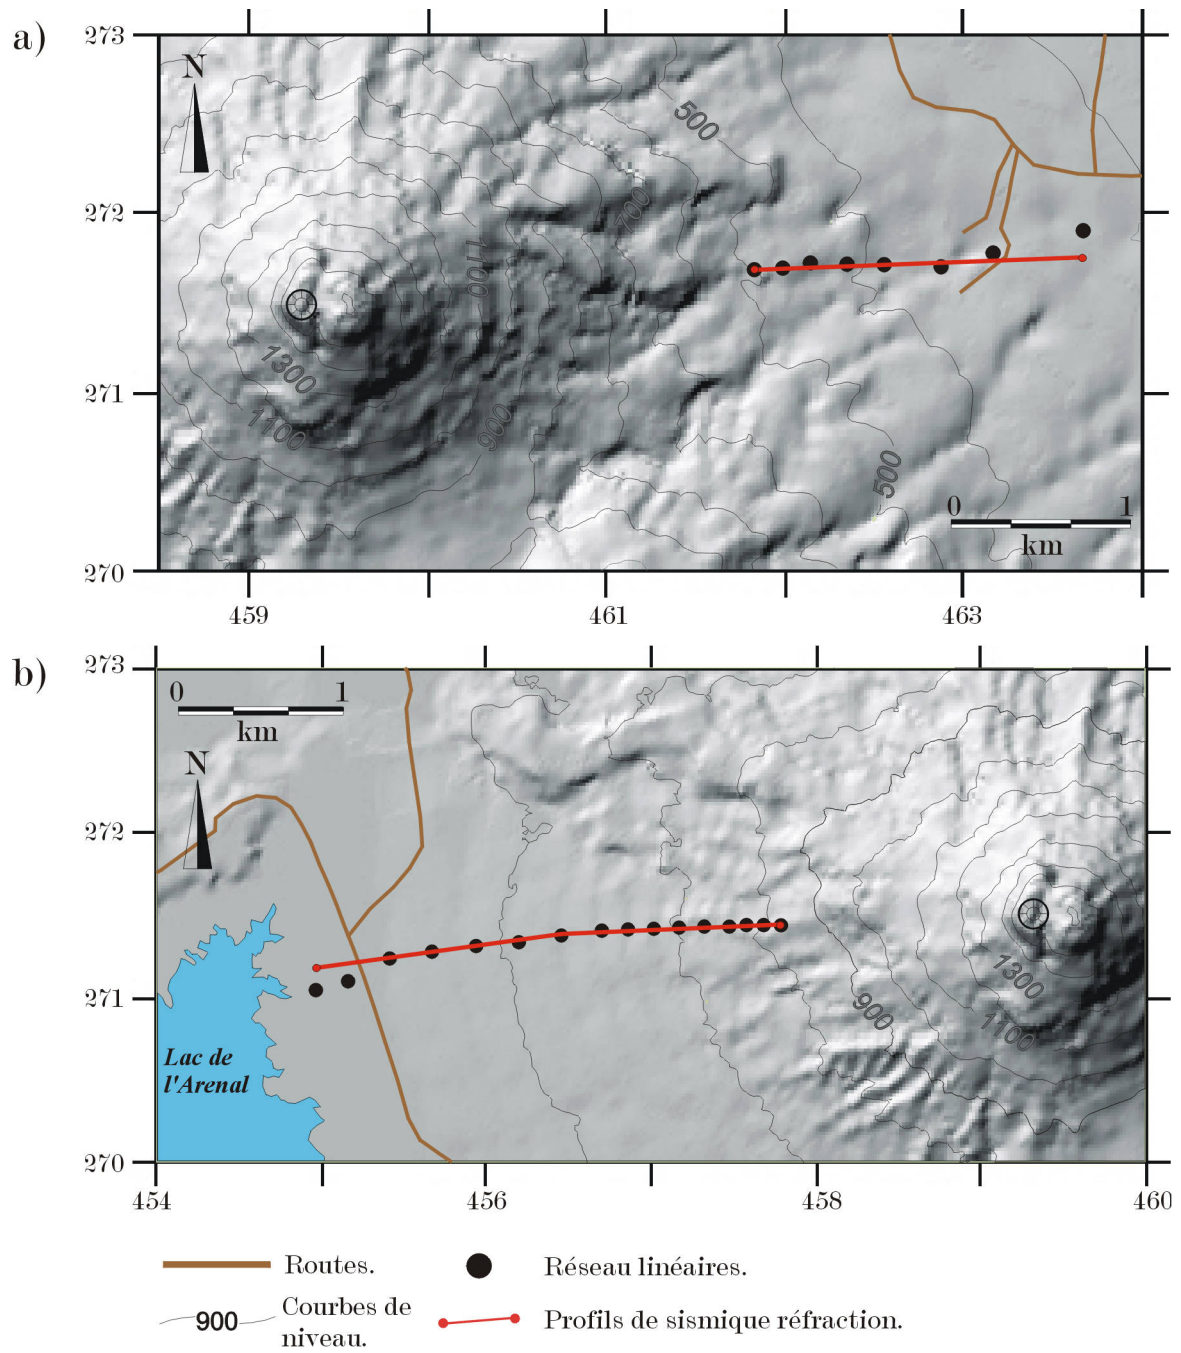 a)
273
272
271
270
N
500
700
1100
1300
1100
900
500
0 1
km
459
461
463
b)
273
272
271
270
0 1
km
N
Lac de
l'Arenal
900
1300
1100
454
456
458
460
Routes.
Réseau linéaires.
900
Courbes de
niveau.
Profils de sismique réfraction.